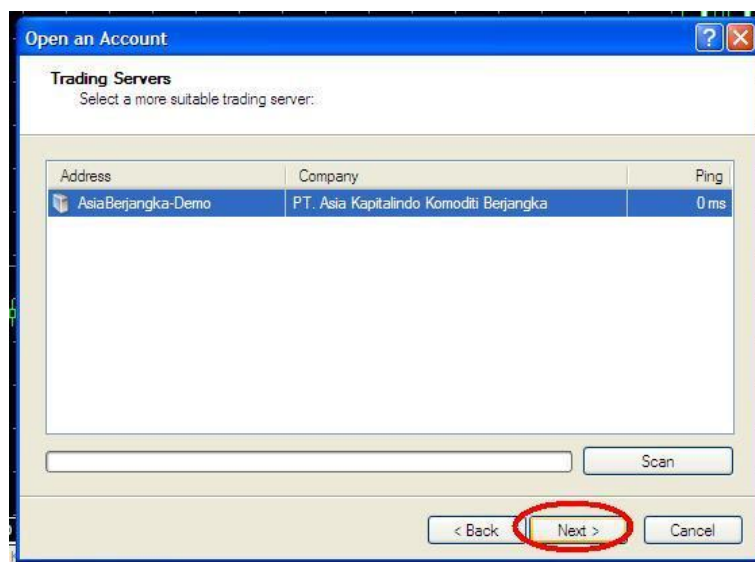 Open an Account
Trading Servers
Select a more suitable trading server:
Address Company Ping
AsiaBerjangka-Demo PT. Asia Kapitalindo Komoditi Berjangka 0 ms
Scan
< Back Next > Cancel